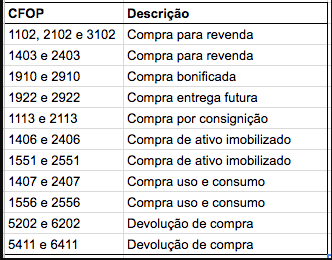 CFOP Descrição
1102, 2102 e 3102 Compra para revenda
1403 e 2403 Compra para revenda
1910 e 2910 Compra bonificada
1922 e 2922 Compra entrega futura
1113 e 2113 Compra por consignição
1406 e 2406 Compra de ativo imobilizado
1551 e 2551 Compra de ativo imobilizado
1407 e 2407 Compra uso e consumo
1556 e 2556 Compra uso e consumo
5202 e 6202 Devolução de compra
5411 e 6411 Devolução de compra